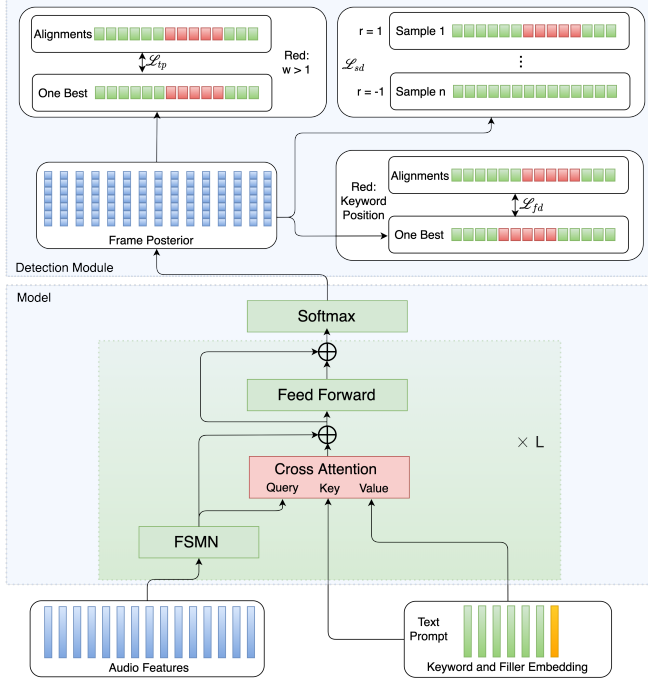 Alignments
ℒtp
One Best
Red:
w > 1
r = 1
Sample 1
ℒsd
⋮
r = -1
Sample n
Frame Posterior
Red:
Keyword
Position
Alignments
ℒfd
One Best
Detection Module
Model
Softmax
Feed Forward
× L
Cross Attention
Query Key Value
FSMN
Audio Features
Text
Prompt
Keyword and Filler Embedding